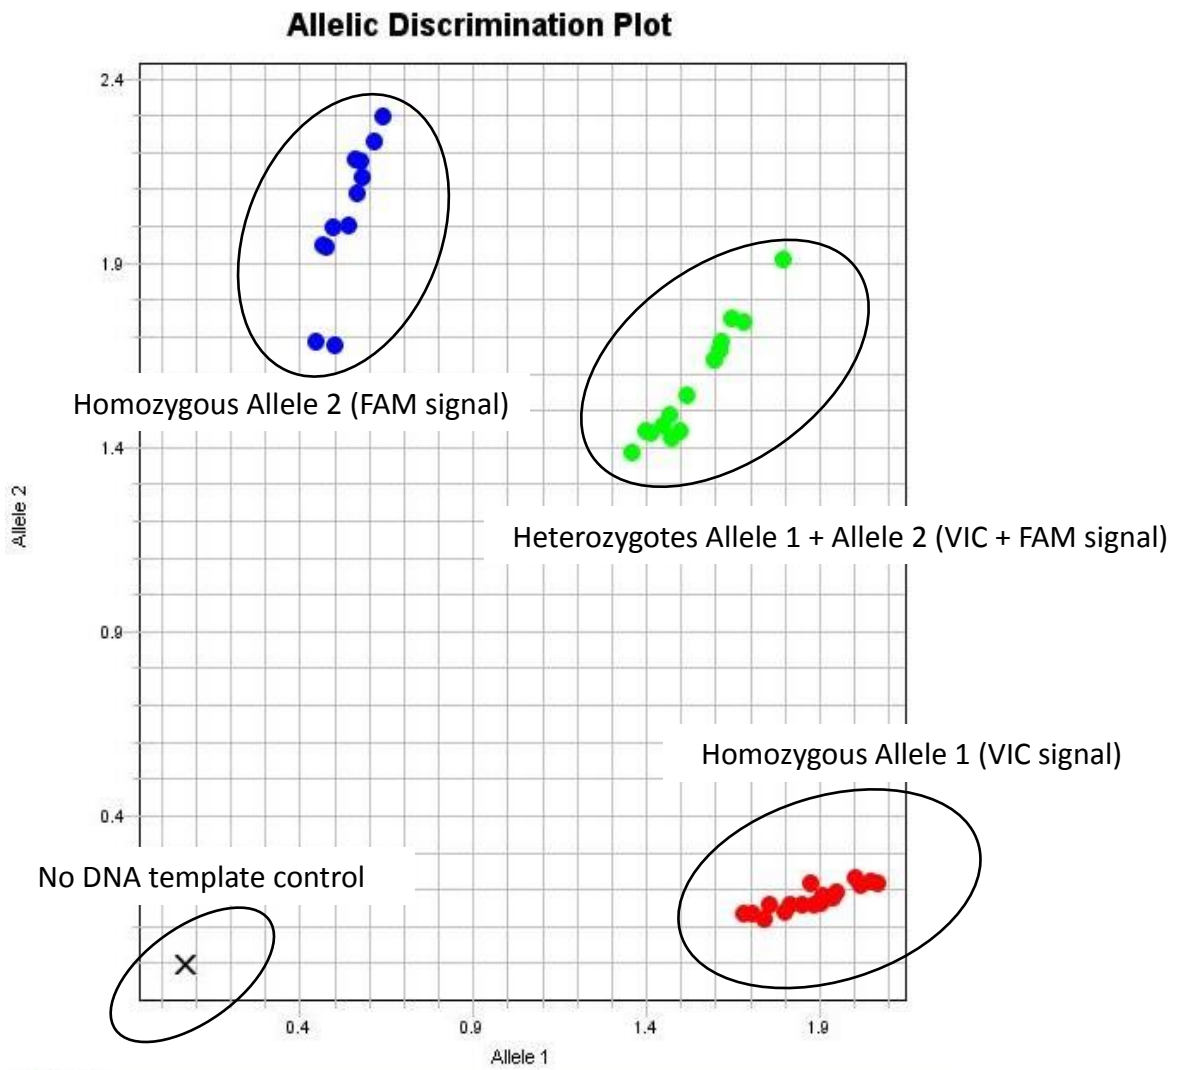 Allelic Discrimination Plot
2.4
1.9
Homozygous Allele 2 (FAM signal)
1.4
Allele 2
Heterozygotes Allele 1 + Allele 2 (VIC + FAM signal)
0.9
Homozygous Allele 1 (VIC signal)
0.4
No DNA template control
0.4 0.9 1.4 1.9
Allele 1